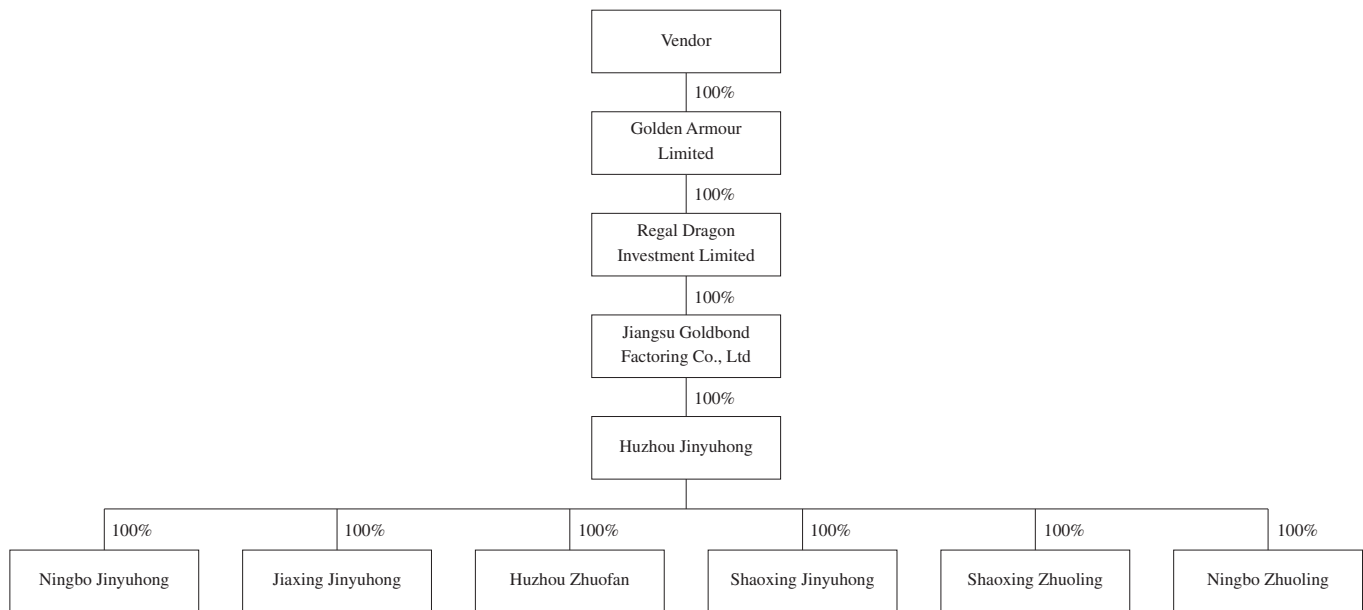 Vendor
100%
Golden Armour
Limited
100%
Regal Dragon
Investment Limited
100%
Jiangsu Goldbond
Factoring Co., Ltd
100%
Huzhou Jinyuhong
100% 100% 100% 100% 100% 100%
Ningbo Jinyuhong Jiaxing Jinyuhong Huzhou Zhuofan Shaoxing Jinyuhong Shaoxing Zhuoling Ningbo Zhuoling